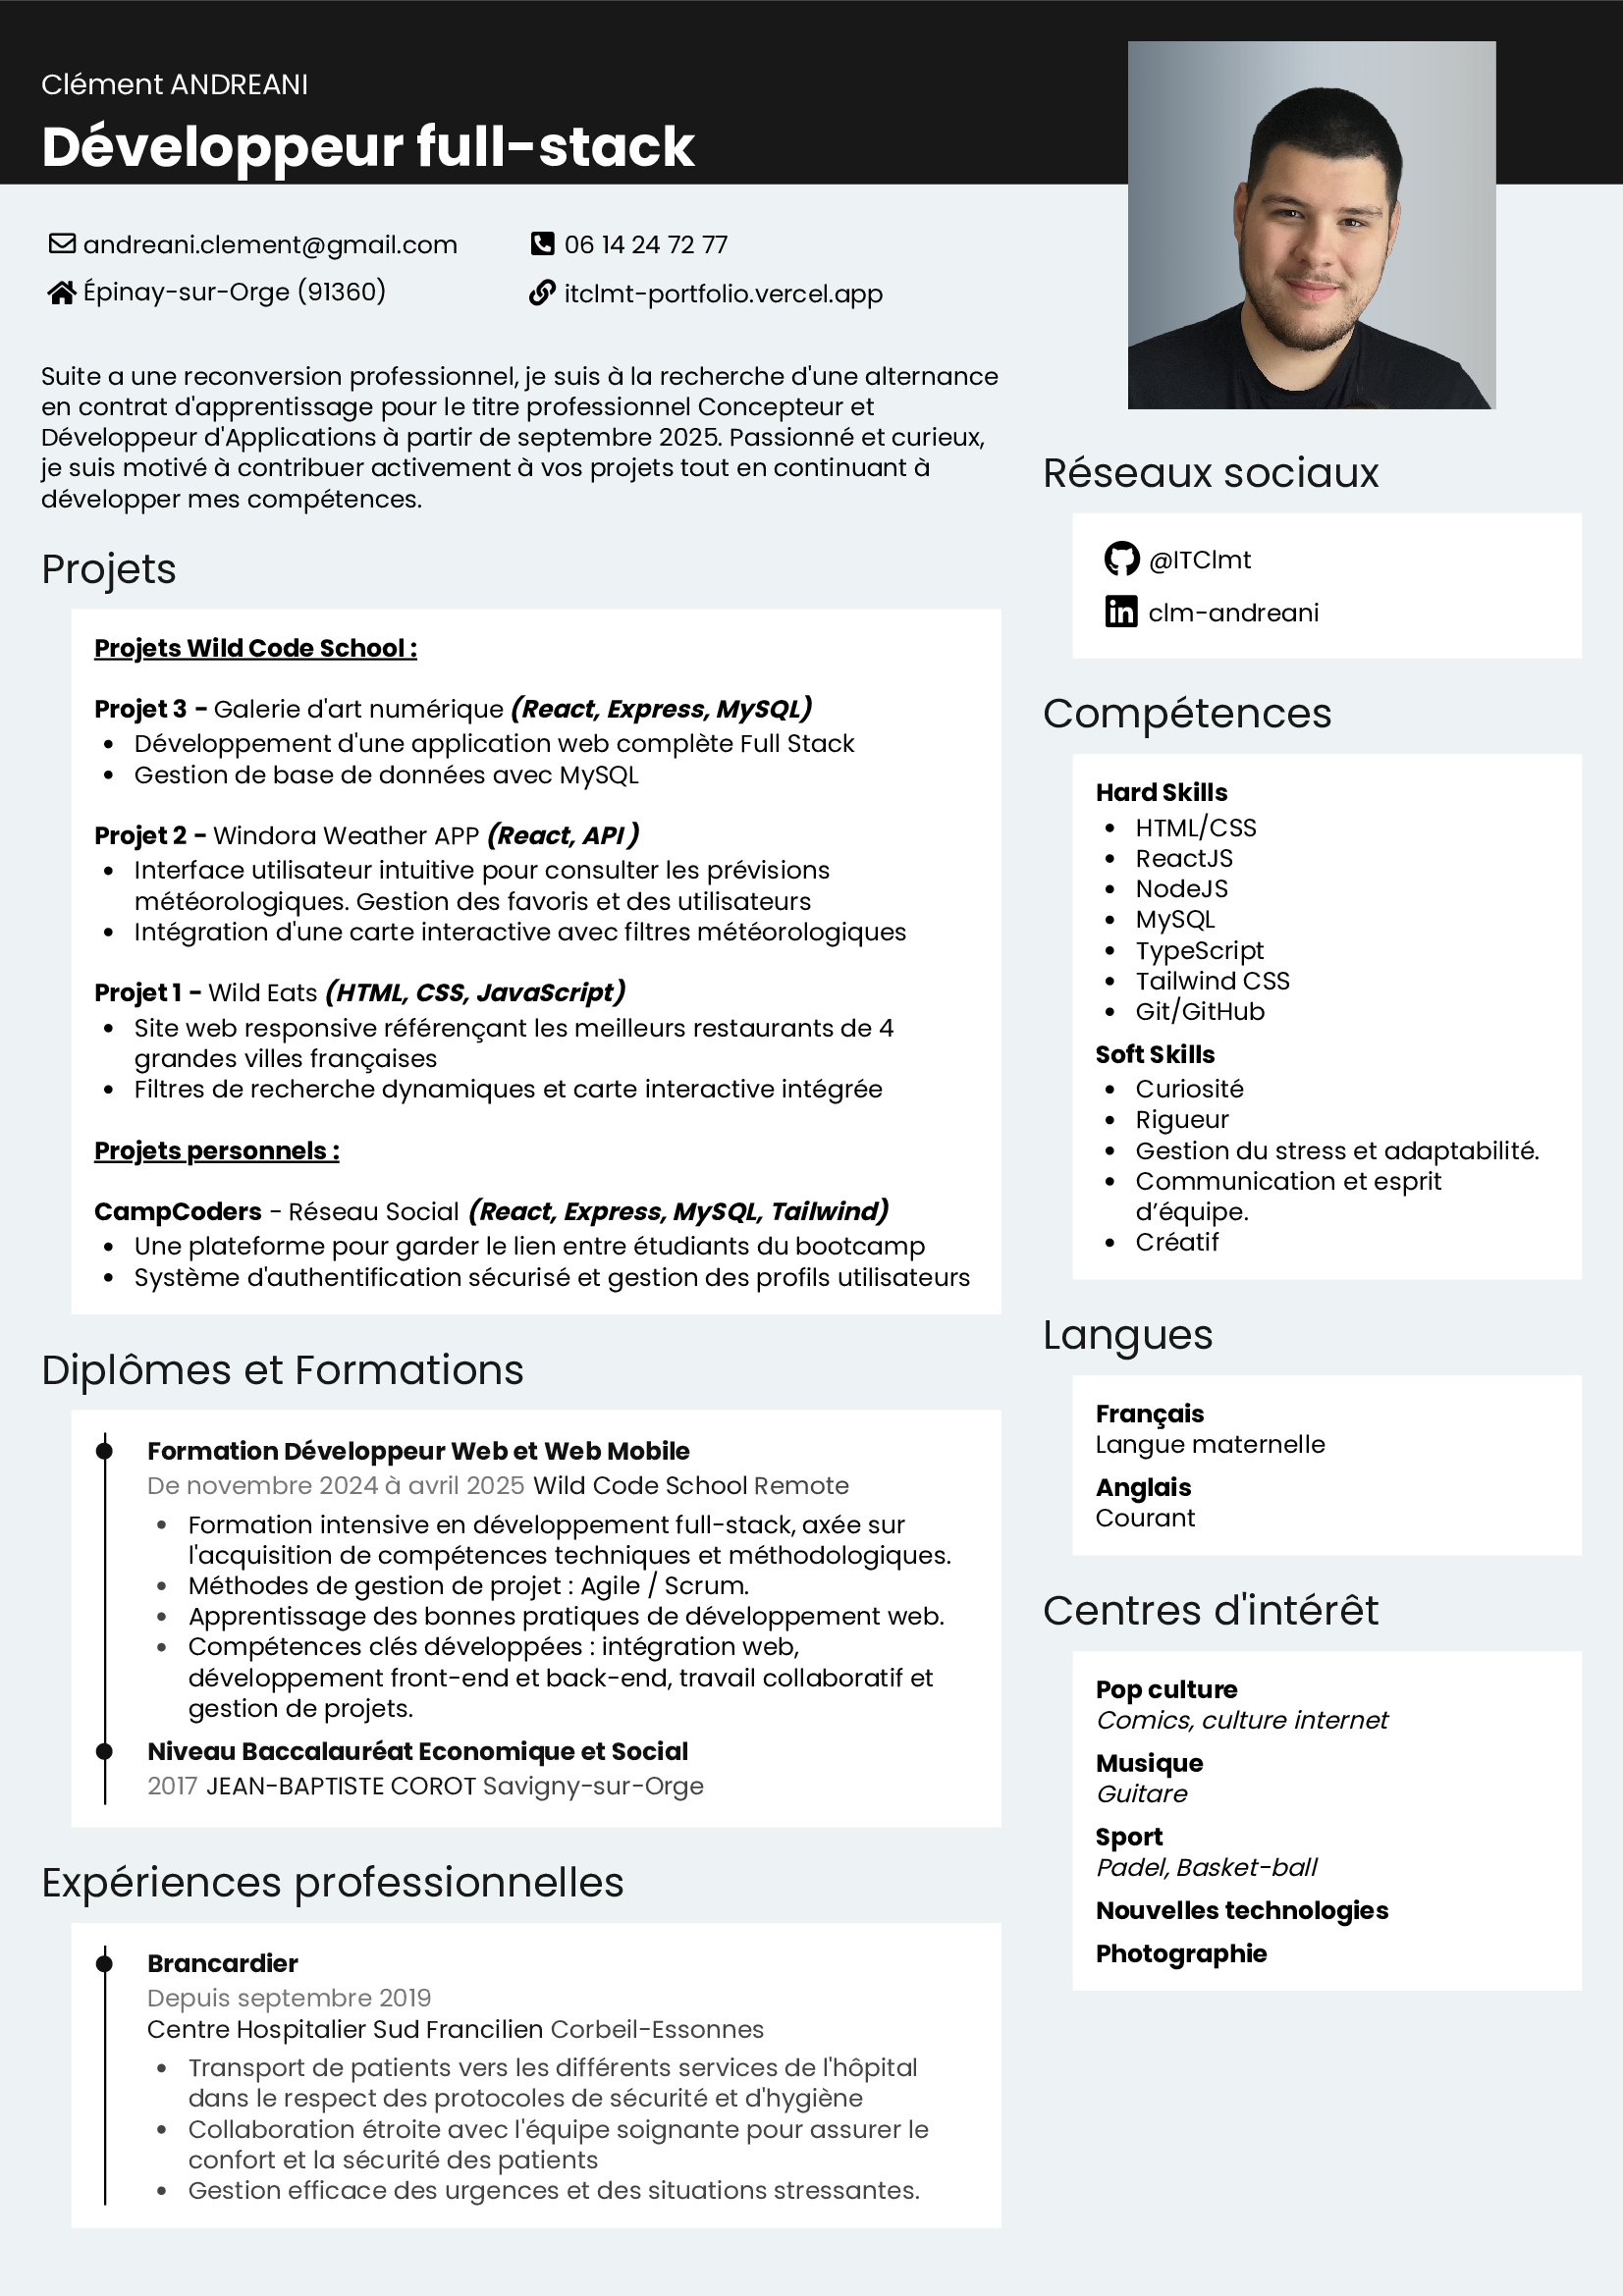 Clément ANDREANI
Développeur full-stack
andreani.clement@gmail.com
06 14 24 72 77
Épinay-sur-Orge (91360)
itclmt-portfolio.vercel.app
Suite a une reconversion professionnel, je suis à la recherche d'une alternance
en contrat d'apprentissage pour le titre professionnel Concepteur et
Développeur d'Applications à partir de septembre 2025. Passionné et curieux,
je suis motivé à contribuer activement à vos projets tout en continuant à
développer mes compétences.
Projets
Projets Wild Code School :
Projet 3 - Galerie d'art numérique (React, Express, MySQL)
• Développement d'une application web complète Full Stack
• Gestion de base de données avec MySQL
Projet 2 - Windora Weather APP (React, API )
• Interface utilisateur intuitive pour consulter les prévisions
météorologiques. Gestion des favoris et des utilisateurs
• Intégration d'une carte interactive avec filtres météorologiques
Projet 1 - Wild Eats (HTML, CSS, JavaScript)
• Site web responsive référençant les meilleurs restaurants de 4
grandes villes françaises
• Filtres de recherche dynamiques et carte interactive intégrée
Projets personnels :
CampCoders - Réseau Social (React, Express, MySQL, Tailwind)
• Une plateforme pour garder le lien entre étudiants du bootcamp
• Système d'authentification sécurisé et gestion des profils utilisateurs
Diplômes et Formations
Formation Développeur Web et Web Mobile
De novembre 2024 à avril 2025 Wild Code School Remote
• Formation intensive en développement full-stack, axée sur
l'acquisition de compétences techniques et méthodologiques.
• Méthodes de gestion de projet : Agile / Scrum.
• Apprentissage des bonnes pratiques de développement web.
• Compétences clés développées : intégration web,
développement front-end et back-end, travail collaboratif et
gestion de projets.
Niveau Baccalauréat Economique et Social
2017 JEAN-BAPTISTE COROT Savigny-sur-Orge
Expériences professionnelles
Brancardier
Depuis septembre 2019
Centre Hospitalier Sud Francilien Corbeil-Essonnes
• Transport de patients vers les différents services de l'hôpital
dans le respect des protocoles de sécurité et d'hygiène
• Collaboration étroite avec l'équipe soignante pour assurer le
confort et la sécurité des patients
• Gestion efficace des urgences et des situations stressantes.
Réseaux sociaux
@ITClmt
clm-andreani
Compétences
Hard Skills
• HTML/CSS
• ReactJS
• NodeJS
• MySQL
• TypeScript
• Tailwind CSS
• Git/GitHub
Soft Skills
• Curiosité
• Rigueur
• Gestion du stress et adaptabilité.
• Communication et esprit
d’équipe.
• Créatif
Langues
Français
Langue maternelle
Anglais
Courant
Centres d'intérêt
Pop culture
Comics, culture internet
Musique
Guitare
Sport
Padel, Basket-ball
Nouvelles technologies
Photographie